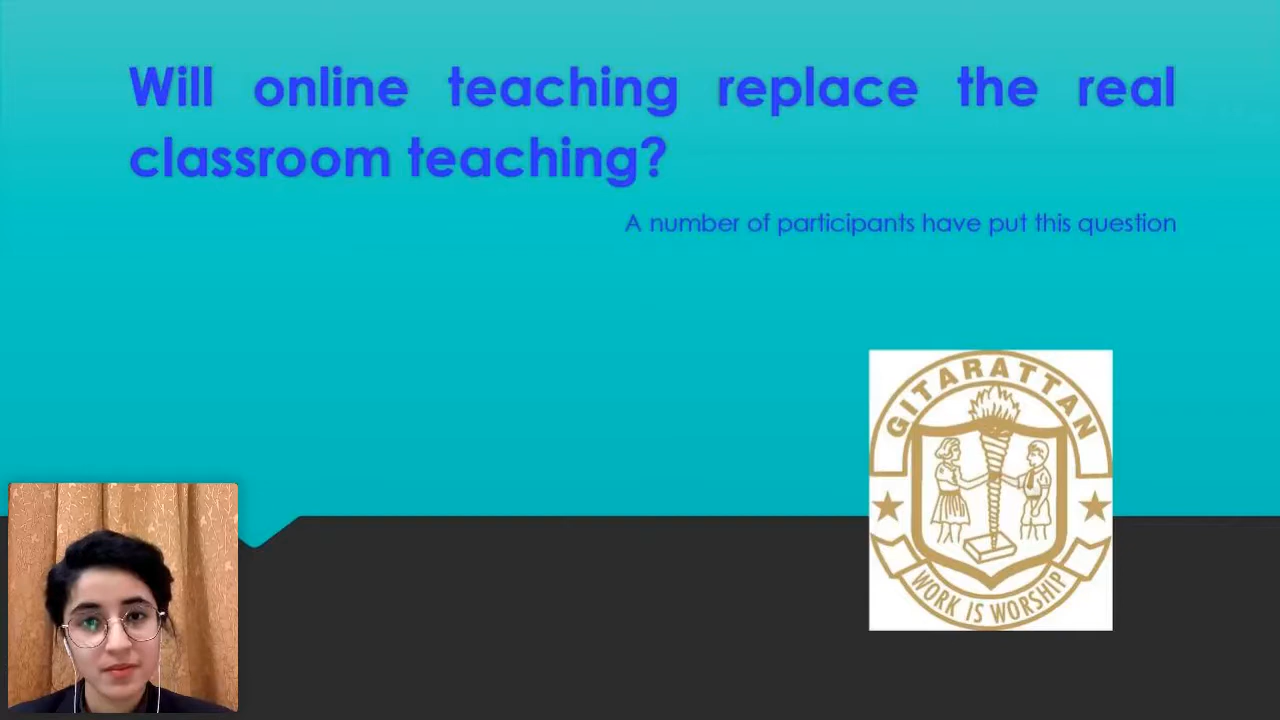 Will online teaching replace the real
classroom teaching?
A number of participants have put this question
GITARATTAN
WORK IS WORSHIP